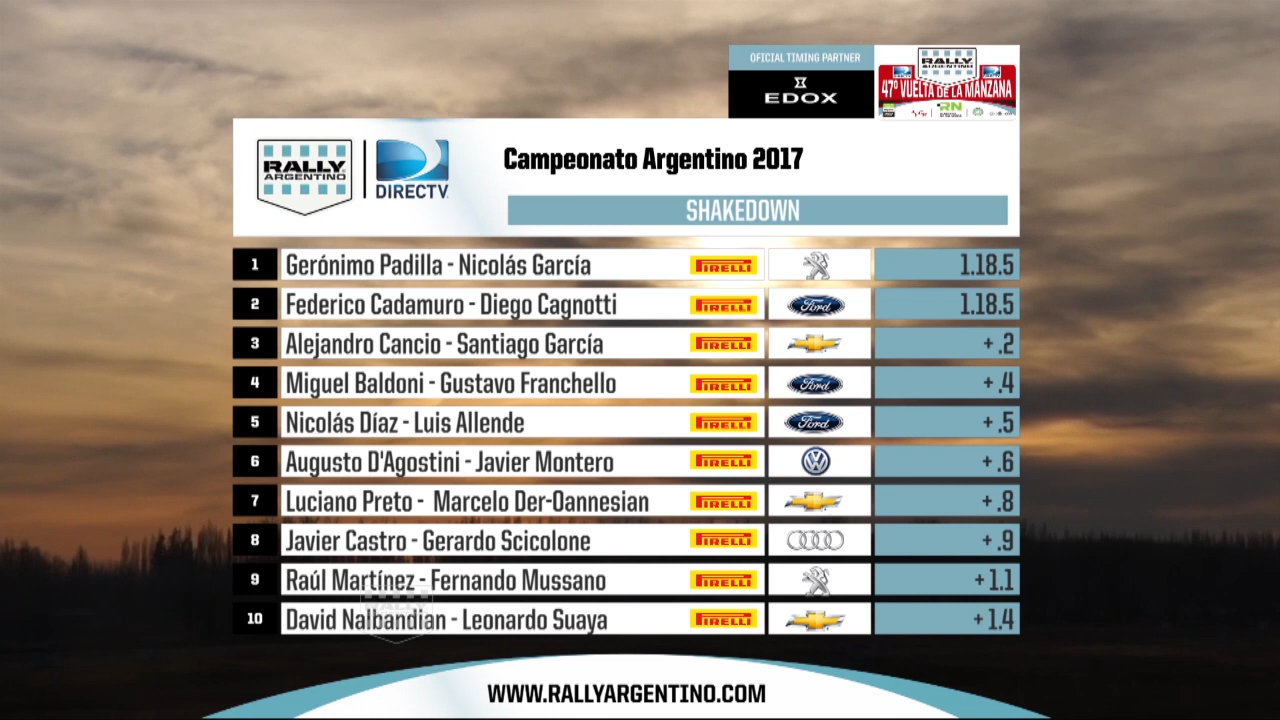 OFICIAL TIMING PARTNER
EDOX
RALLY
ARGENTINO
47º VUELTA DE LA MANZANA
RN
RALLY
ARGENTINO
DIRECTV
Campeonato Argentino 2017
SHAKEDOWN
1 Gerónimo Padilla - Nicolás García PIRELLI 1.18.5
2 Federico Cadamuro - Diego Cagnotti PIRELLI Ford 1.18.5
3 Alejandro Cancio - Santiago García PIRELLI + .2
4 Miguel Baldoni - Gustavo Franchello PIRELLI Ford + .4
5 Nicolás Díaz - Luis Allende PIRELLI Ford + .5
6 Augusto D'Agostini - Javier Montero PIRELLI + .6
7 Luciano Preto - Marcelo Der-Oannesian PIRELLI + .8
8 Javier Castro - Gerardo Scicolone PIRELLI + .9
9 Raúl Martínez - Fernando Mussano PIRELLI + 1.1
10 David Nalbandian - Leonardo Suaya PIRELLI + 1.4
RALLY
WWW.RALLYARGENTINO.COM